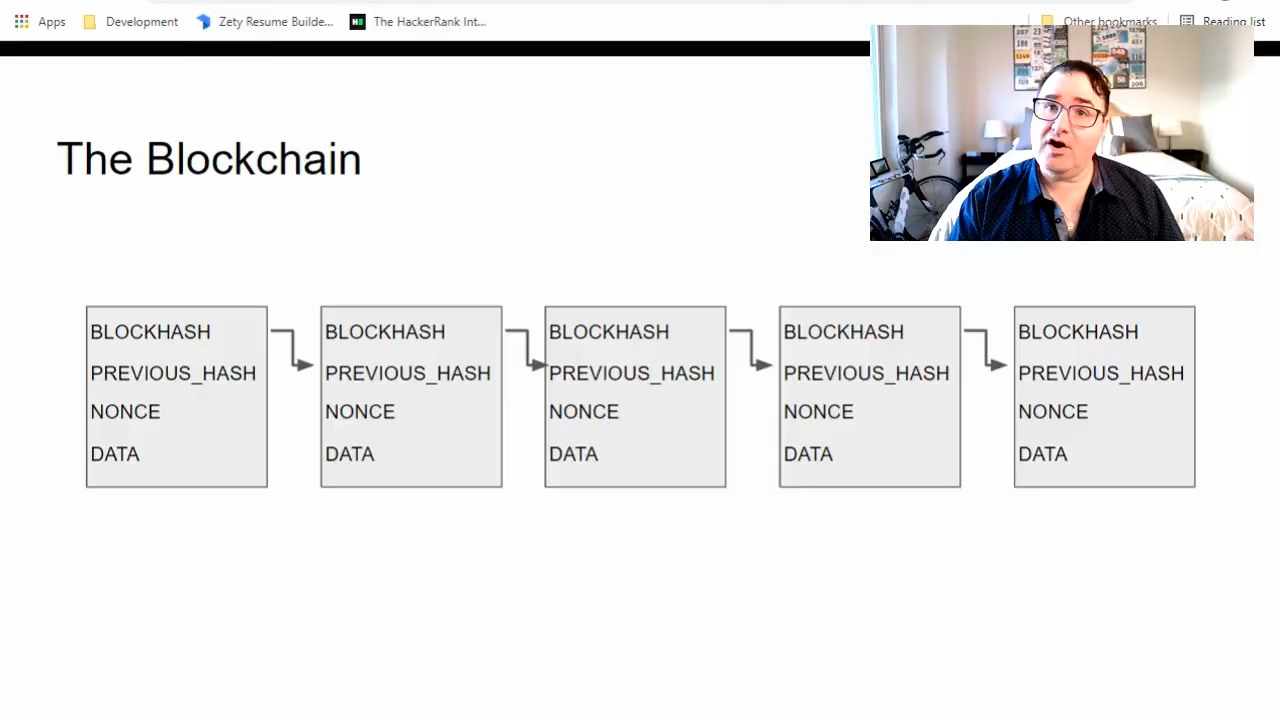 Apps Development Zety Resume Builde... The HackerRank Int... Other bookmarks Reading list
The Blockchain
BLOCKHASH BLOCKHASH BLOCKHASH BLOCKHASH BLOCKHASH
PREVIOUS_HASH PREVIOUS_HASH PREVIOUS_HASH PREVIOUS_HASH PREVIOUS_HASH
NONCE NONCE NONCE NONCE NONCE
DATA DATA DATA DATA DATA